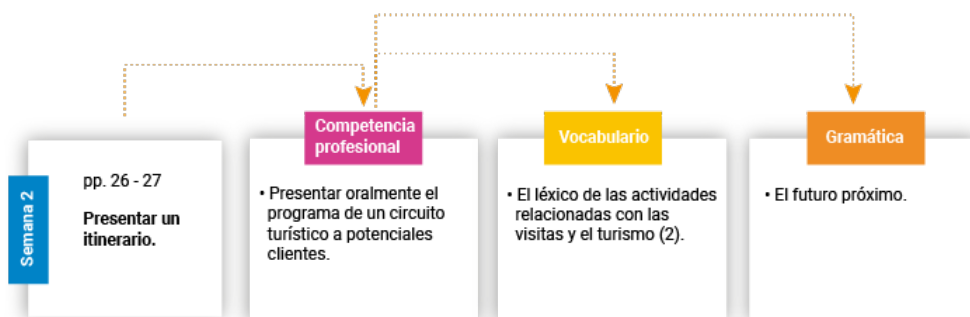 Semana 2
pp. 26 - 27
Presentar un
itinerario.
Competencia
profesional
• Presentar oralmente el
programa de un circuito
turístico a potenciales
clientes.
Vocabulario
• El léxico de las actividades
relacionadas con las
visitas y el turismo (2).
Gramática
• El futuro próximo.